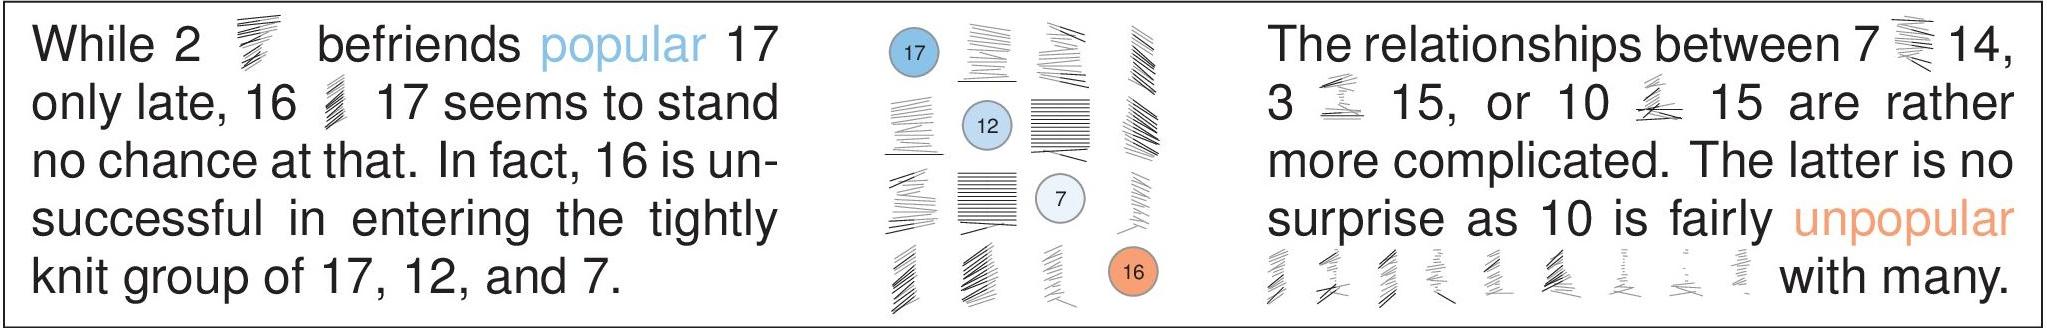 While 2 befriends popular 17
only late, 16 17 seems to stand
no chance at that. In fact, 16 is un-
successful in entering the tightly
knit group of 17, 12, and 7.
17
12
7
16
The relationships between 7 14,
3 15, or 10 15 are rather
more complicated. The latter is no
surprise as 10 is fairly unpopular
with many.